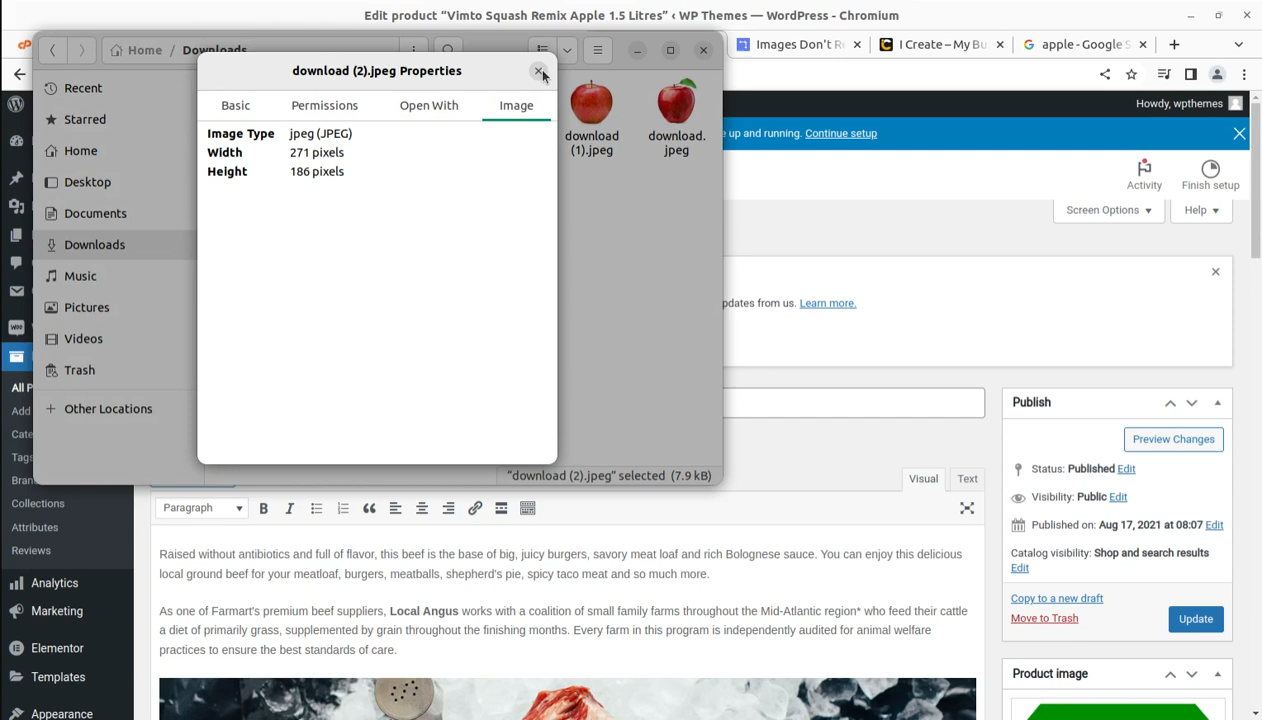 Edit product “Vimto Squash Remix Apple 1.5 Litres” ‹ WP Themes — WordPress - Chromium
Home / Downloads
Images Don't Re
I Create – My Bu
apple - Google S
download (2).jpeg Properties
Basic
Permissions
Open With
Image
Image Type jpeg (JPEG)
Width 271 pixels
Height 186 pixels
Recent
Starred
Home
Desktop
Documents
Downloads
Music
Pictures
Videos
Trash
Other Locations
download
(1).jpeg
download.
jpeg
“download (2).jpeg” selected (7.9 kB)
Howdy, wpthemes
e up and running. Continue setup
Activity
Finish setup
Screen Options
Help
pdates from us. Learn more.
All P
Add
Cate
Tags
Bran
Collections
Attributes
Reviews
Analytics
Marketing
Elementor
Templates
Appearance
Visual
Text
Paragraph
Raised without antibiotics and full of flavor, this beef is the base of big, juicy burgers, savory meat loaf and rich Bolognese sauce. You can enjoy this delicious
local ground beef for your meatloaf, burgers, meatballs, shepherd's pie, spicy taco meat and so much more.
As one of Farmart's premium beef suppliers, Local Angus works with a coalition of small family farms throughout the Mid-Atlantic region* who feed their cattle
a diet of primarily grass, supplemented by grain throughout the finishing months. Every farm in this program is independently audited for animal welfare
practices to ensure the best standards of care.
Publish
Preview Changes
Status: Published Edit
Visibility: Public Edit
Published on: Aug 17, 2021 at 08:07 Edit
Catalog visibility: Shop and search results
Edit
Copy to a new draft
Move to Trash
Update
Product image